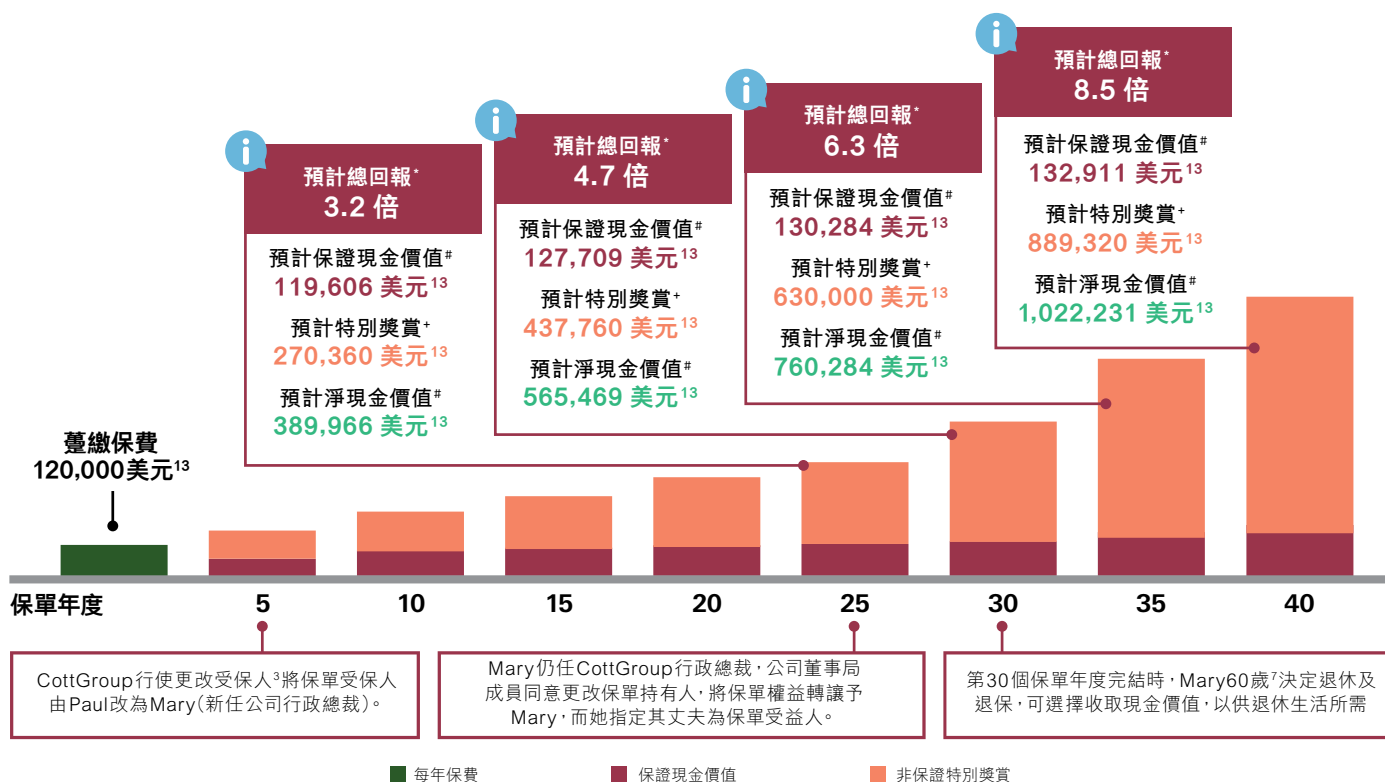 預計總回報*
3.2 倍
預計保證現金價值#
119,606 美元13
預計特別獎賞+
270,360 美元13
預計淨現金價值#
389,966 美元13
預計總回報*
4.7 倍
預計保證現金價值#
127,709 美元13
預計特別獎賞+
437,760 美元13
預計淨現金價值#
565,469 美元13
預計總回報*
6.3 倍
預計保證現金價值#
130,284 美元13
預計特別獎賞+
630,000 美元13
預計淨現金價值#
760,284 美元13
預計總回報*
8.5 倍
預計保證現金價值#
132,911 美元13
預計特別獎賞+
889,320 美元13
預計淨現金價值#
1,022,231 美元13
躉繳保費
120,000美元13
保單年度 5 10 15 20 25 30 35 40
CottGroup行使更改受保人3將保單受保人
由Paul改為Mary(新任公司行政總裁)。
Mary仍任CottGroup行政總裁,公司董事局
成員同意更改保單持有人,將保單權益轉讓予
Mary,而她指定其丈夫為保單受益人。
第30個保單年度完結時,Mary60歲7決定退休及
退保,可選擇收取現金價值,以供退休生活所需
每年保費 保證現金價值 非保證特別獎賞